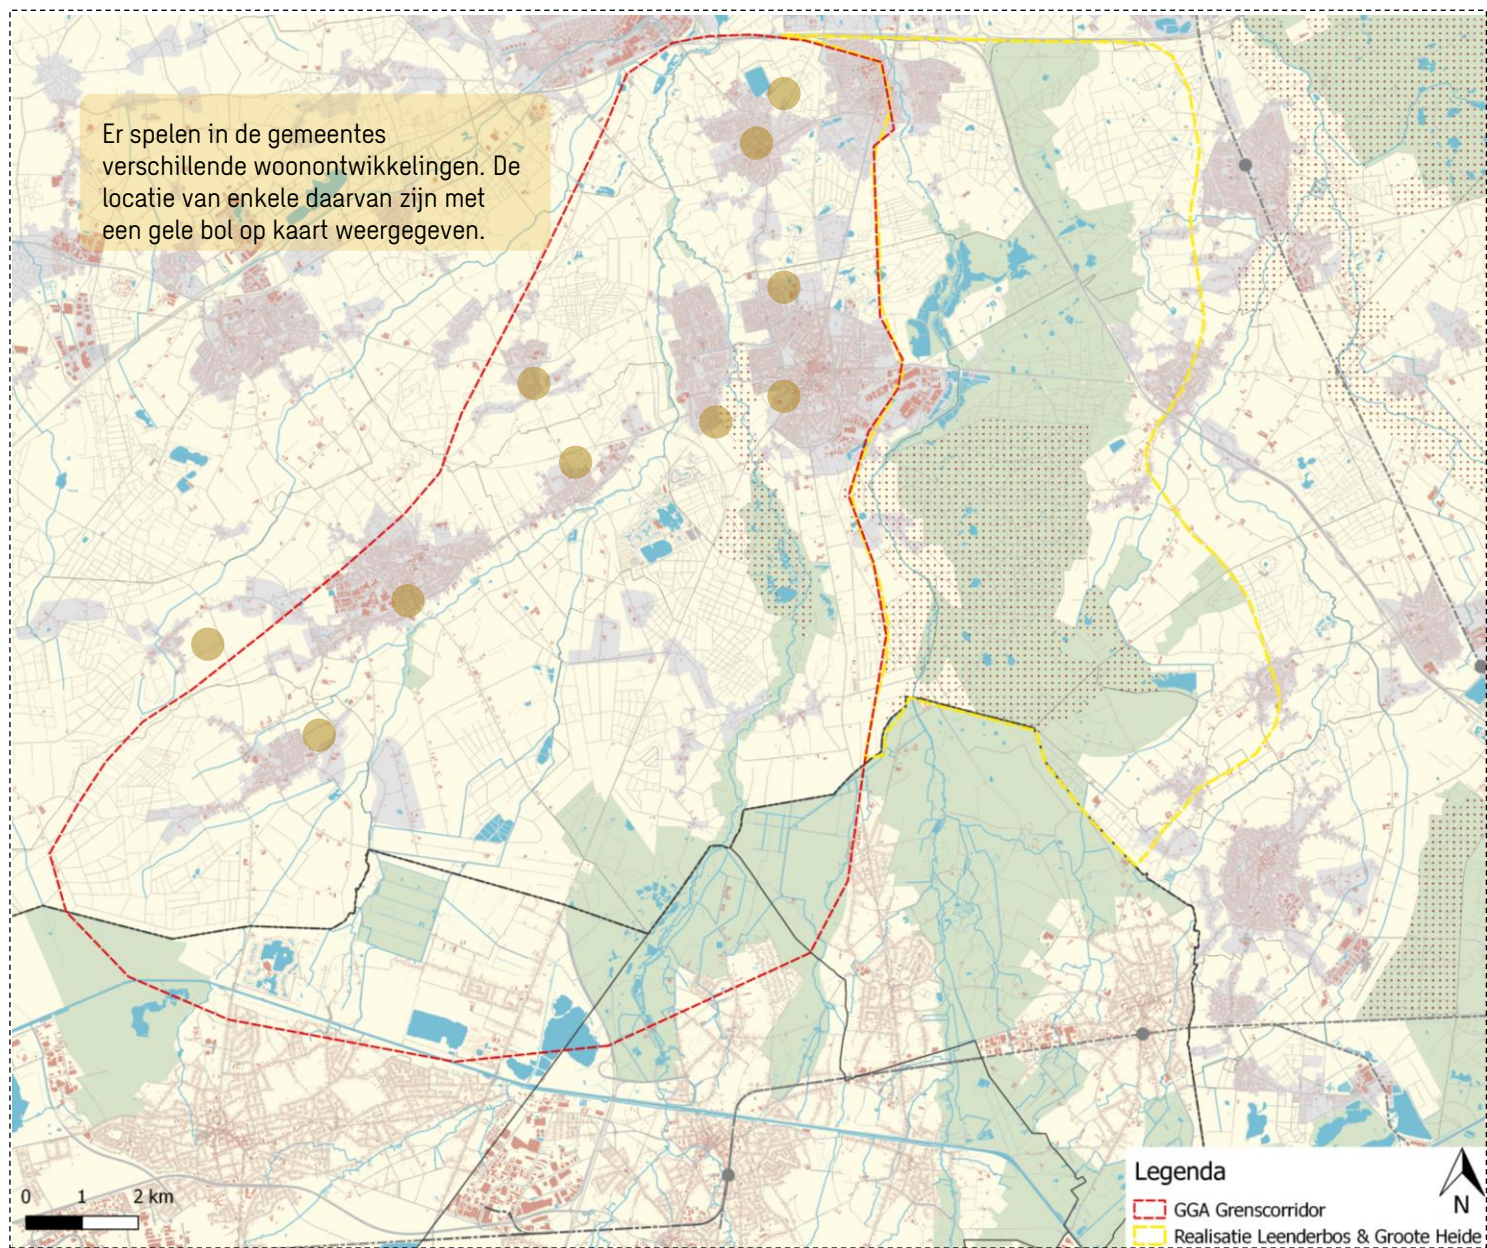 Er spelen in de gemeentes
verschillende woonontwikkelingen. De
locatie van enkele daarvan zijn met
een gele bol op kaart weergegeven.
0 1 2 km
Legenda
GGA Grenscorridor
Realisatie Leenderbos & Groote Heide
N